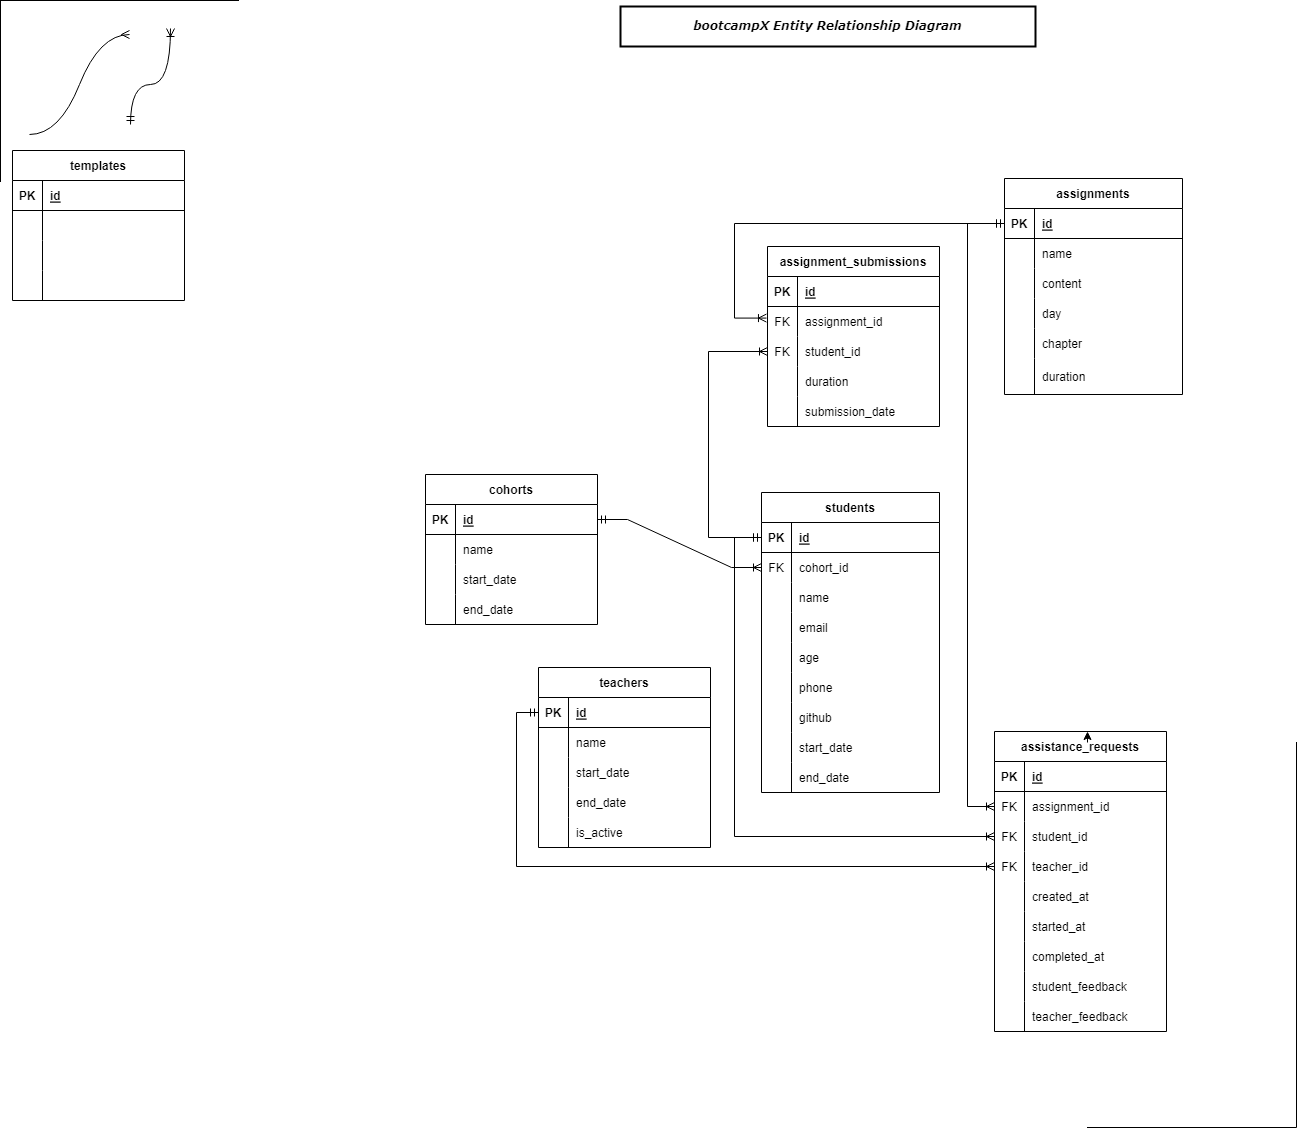 bootcampX Entity Relationship Diagram
templates
PK id
assignments
PK id
name
content
day
chapter
duration
assignment_submissions
PK id
FK assignment_id
FK student_id
duration
submission_date
cohorts
PK id
name
start_date
end_date
students
PK id
FK cohort_id
name
email
age
phone
github
start_date
end_date
teachers
PK id
name
start_date
end_date
is_active
assistance_requests
PK id
FK assignment_id
FK student_id
FK teacher_id
created_at
started_at
completed_at
student_feedback
teacher_feedback